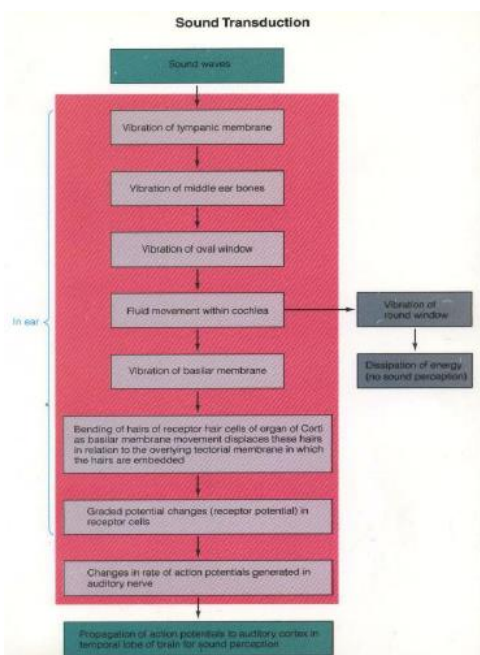 Sound Transduction
Sound waves
Vibration of tympanic membrane
Vibration of middle ear bones
Vibration of oval window
Fluid movement within cochlea
Vibration of
round window
In ear
Vibration of basilar membrane
Dissipation of energy
(no sound perception)
Bending of hairs of receptor hair cells of organ of Corti
as basilar membrane movement displaces these hairs
in relation to the overlying tectorial membrane in which
the hairs are embedded
Graded potential changes (receptor potential) in
receptor cells
Changes in rate of action potentials generated in
auditory nerve
Propagation of action potentials to auditory cortex in
temporal lobe of brain for sound perception